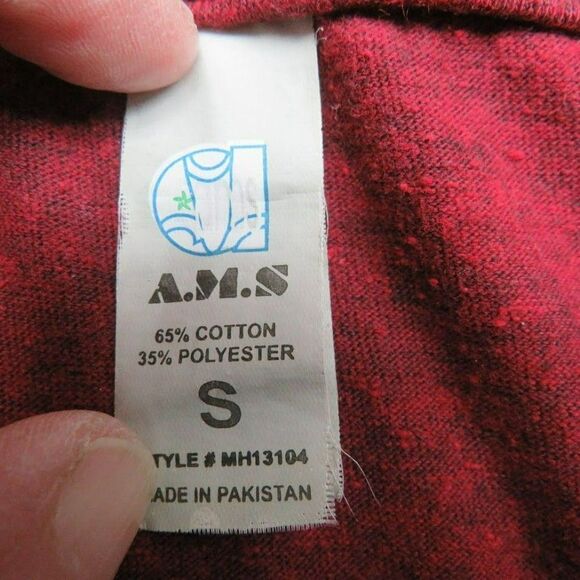 A.M.S
65% COTTON
35% POLYESTER
S
TYLE # MH13104
ADE IN PAKISTAN